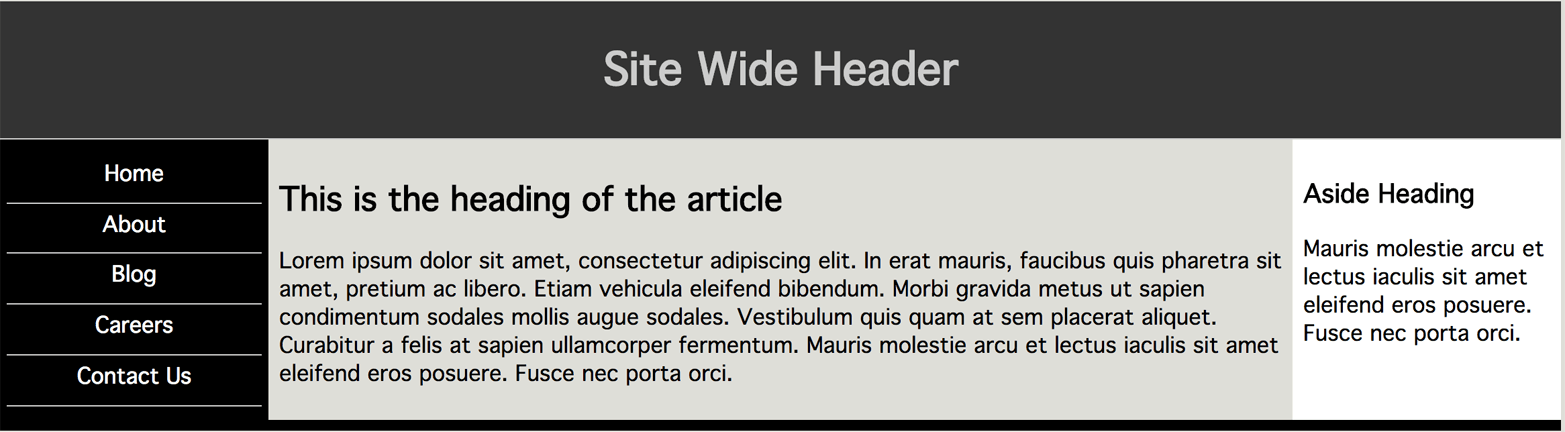 Site Wide Header
Home
About
Blog
Careers
Contact Us
This is the heading of the article
Lorem ipsum dolor sit amet, consectetur adipiscing elit. In erat mauris, faucibus quis pharetra sit
amet, pretium ac libero. Etiam vehicula eleifend bibendum. Morbi gravida metus ut sapien
condimentum sodales mollis augue sodales. Vestibulum quis quam at sem placerat aliquet.
Curabitur a felis at sapien ullamcorper fermentum. Mauris molestie arcu et lectus iaculis sit amet
eleifend eros posuere. Fusce nec porta orci.
Aside Heading
Mauris molestie arcu et
lectus iaculis sit amet
eleifend eros posuere.
Fusce nec porta orci.